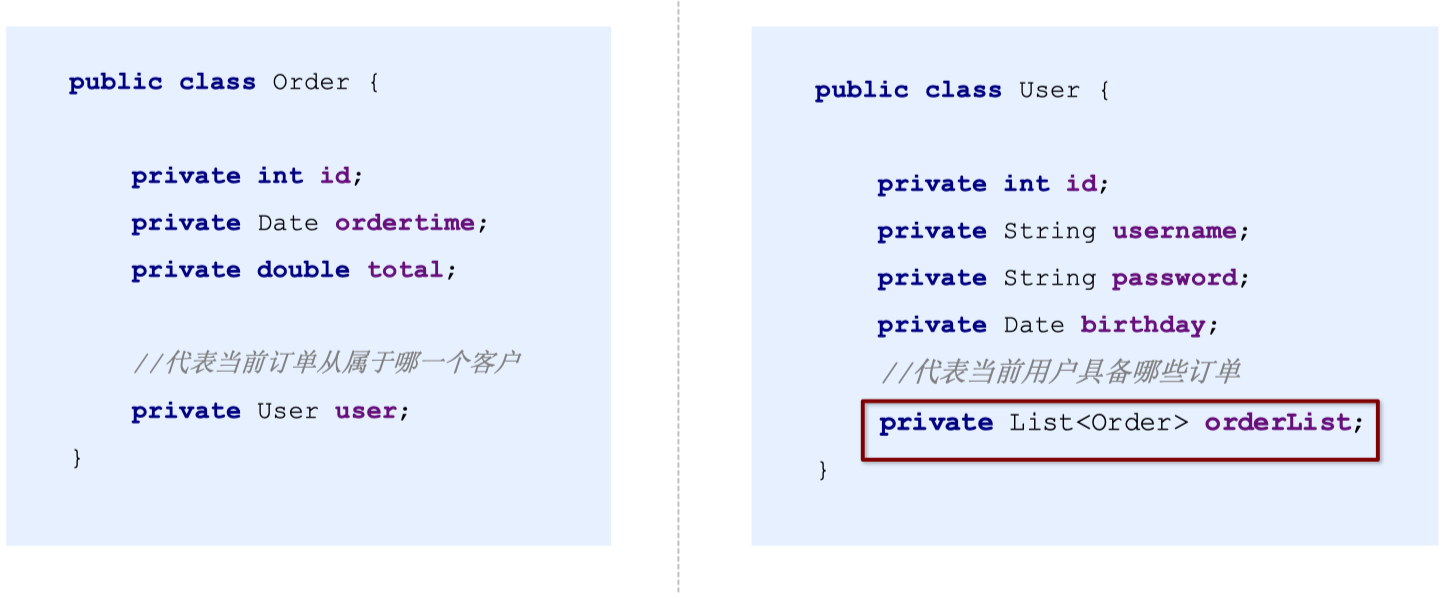 public class Order {
private int id;
private Date ordertime;
private double total;
//代表当前订单从属于哪一个客户
private User user;
}
public class User {
private int id;
private String username;
private String password;
private Date birthday;
//代表当前用户具备哪些订单
private List<Order> orderList;
}